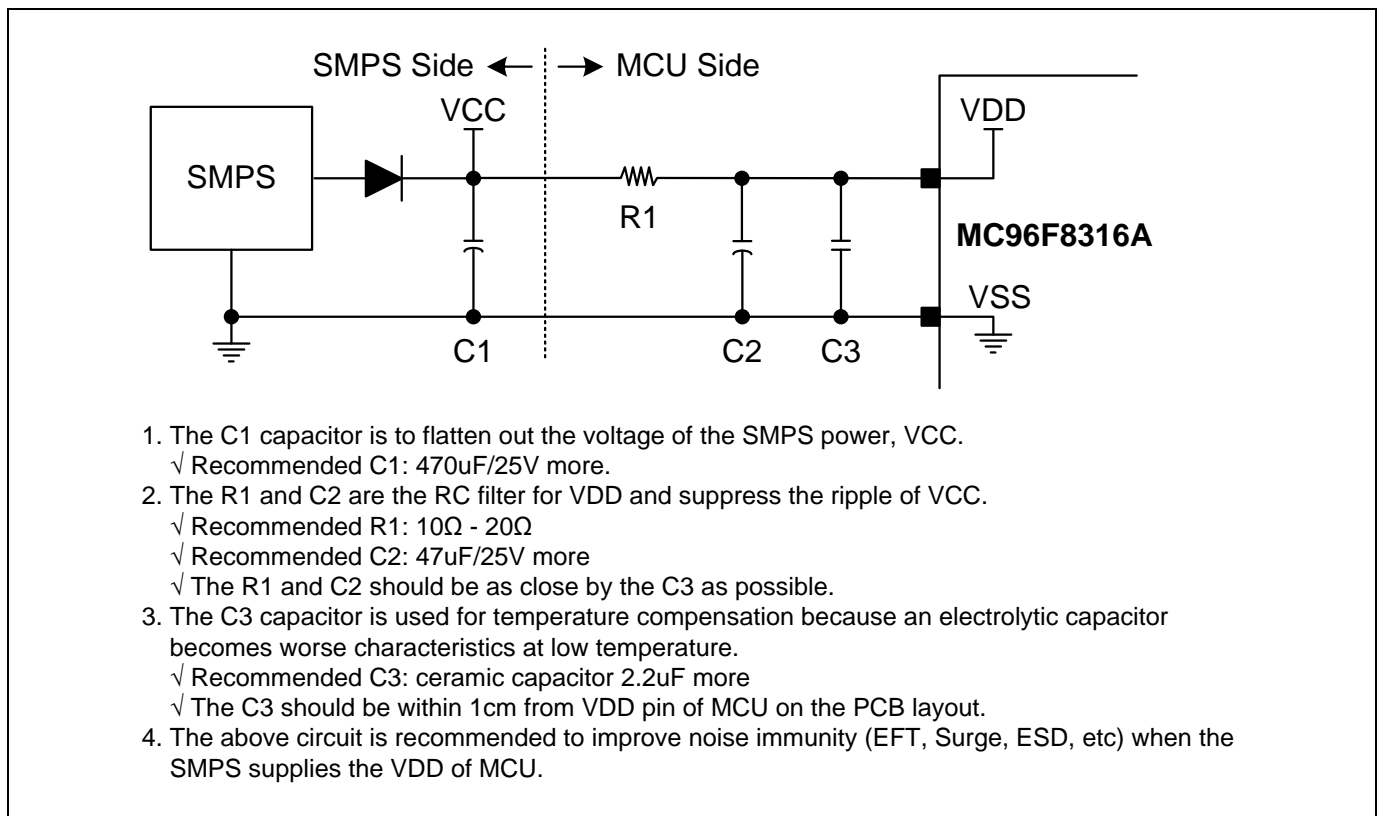 SMPS Side
MCU Side
VCC
VDD
SMPS
R1
MC96F8316A
VSS
C1
C2
C3
1. The C1 capacitor is to flatten out the voltage of the SMPS power, VCC.
√ Recommended C1: 470uF/25V more.
2. The R1 and C2 are the RC filter for VDD and suppress the ripple of VCC.
√ Recommended R1: 10Ω - 20Ω
√ Recommended C2: 47uF/25V more
√ The R1 and C2 should be as close by the C3 as possible.
3. The C3 capacitor is used for temperature compensation because an electrolytic capacitor
becomes worse characteristics at low temperature.
√ Recommended C3: ceramic capacitor 2.2uF more
√ The C3 should be within 1cm from VDD pin of MCU on the PCB layout.
4. The above circuit is recommended to improve noise immunity (EFT, Surge, ESD, etc) when the
SMPS supplies the VDD of MCU.